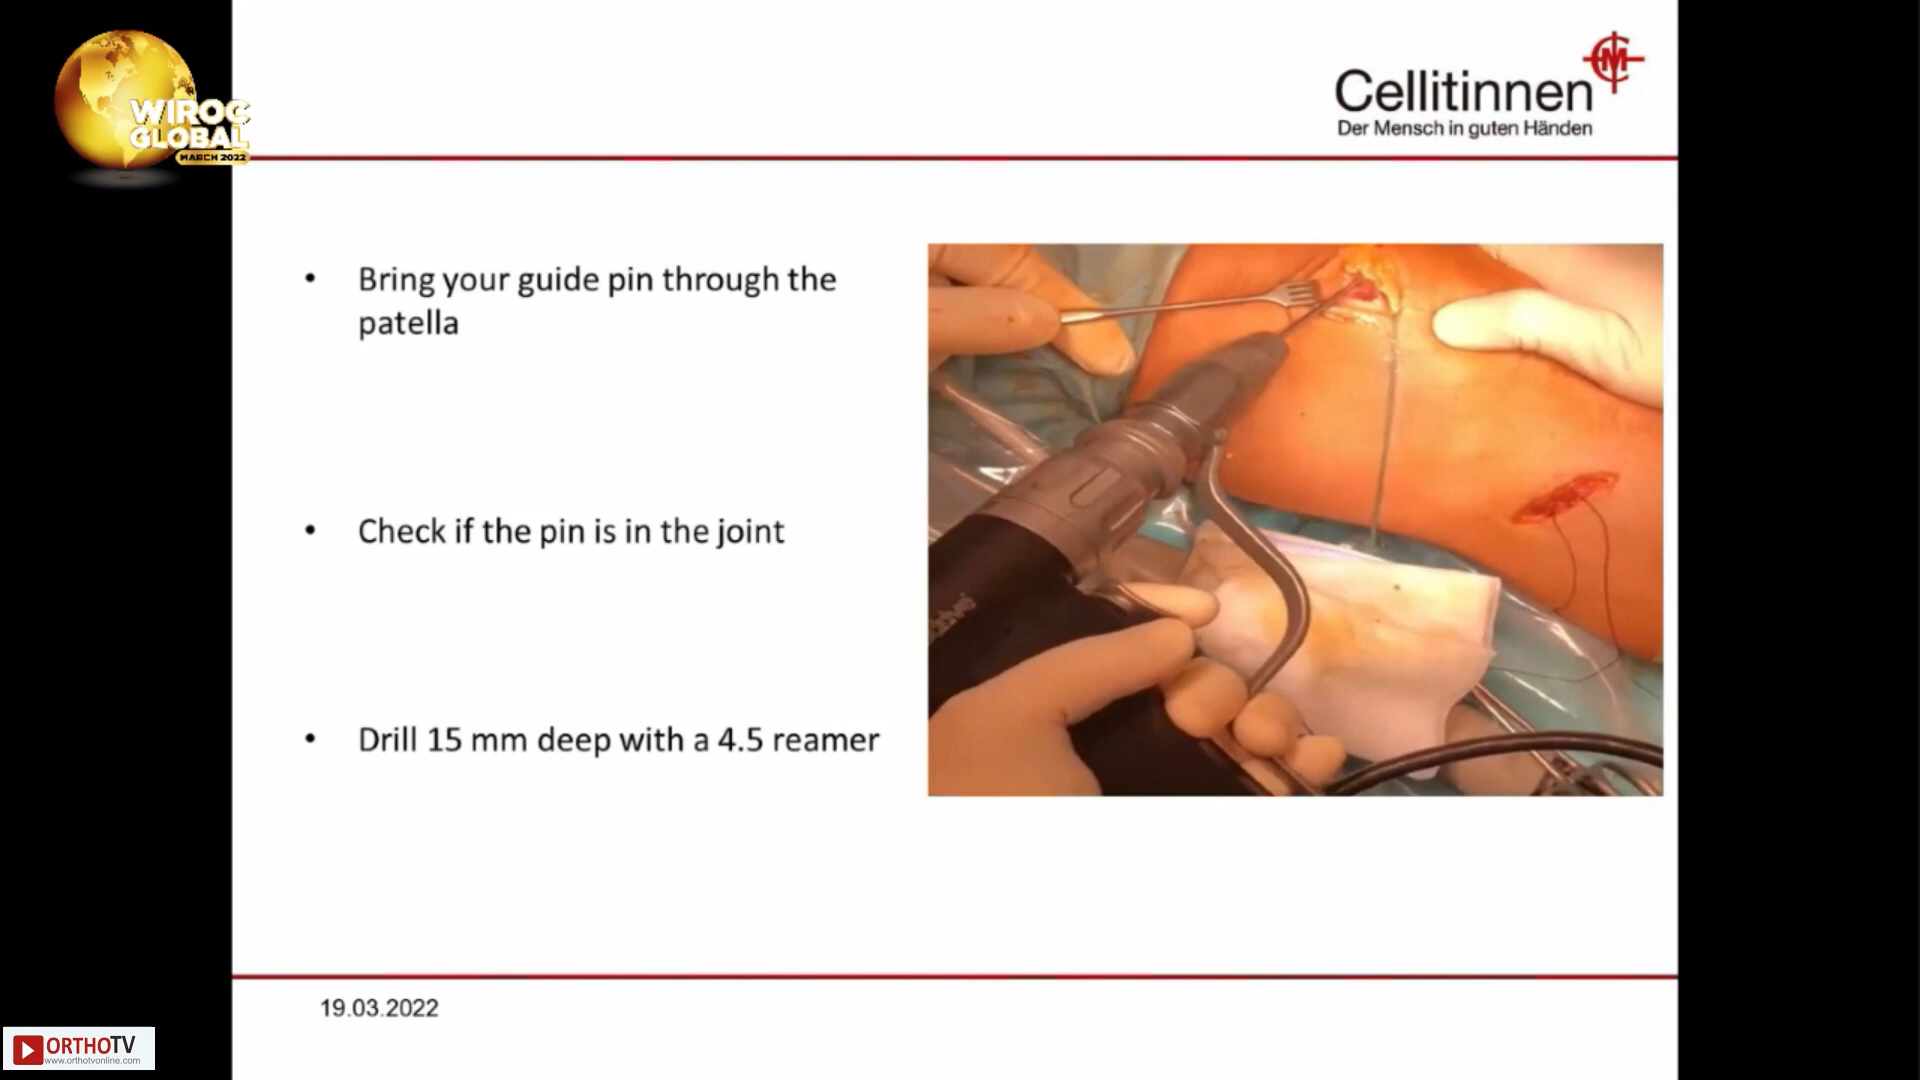 WIROC
GLOBAL
MARCH 2022
Cellitinnen
Der Mensch in guten Händen
• Bring your guide pin through the
patella
• Check if the pin is in the joint
• Drill 15 mm deep with a 4.5 reamer
19.03.2022
ORTHOTV
www.orthotvonline.com